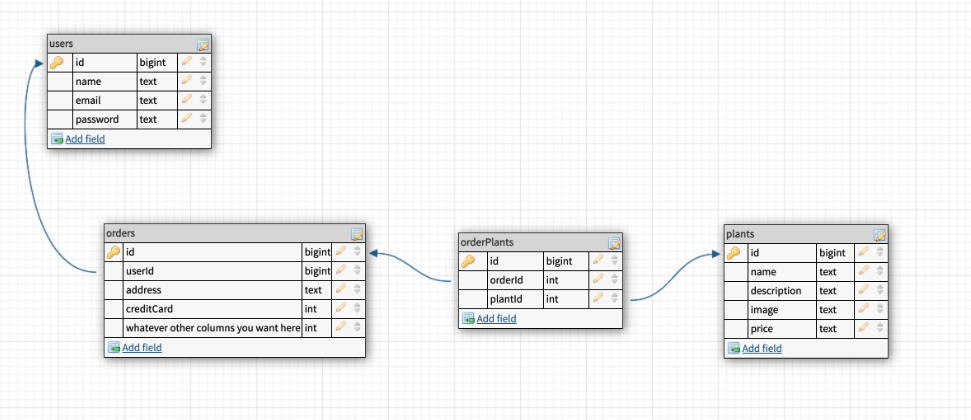 users
id bigint
name text
email text
password text
Add field
orders
id bigint
userId bigint
address text
creditCard int
whatever other columns you want here int
Add field
orderPlants
id bigint
orderId int
plantId int
Add field
plants
id bigint
name text
description text
image text
price text
Add field